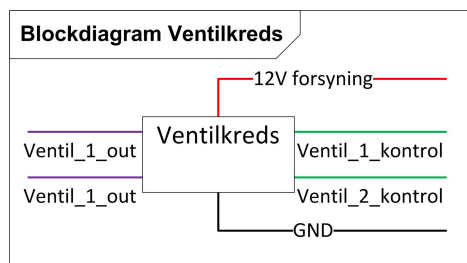 Blockdiagram Ventilkreds
12V forsyning
Ventilkreds
Ventil_1_out
Ventil_1_kontrol
Ventil_1_out
Ventil_2_kontrol
GND